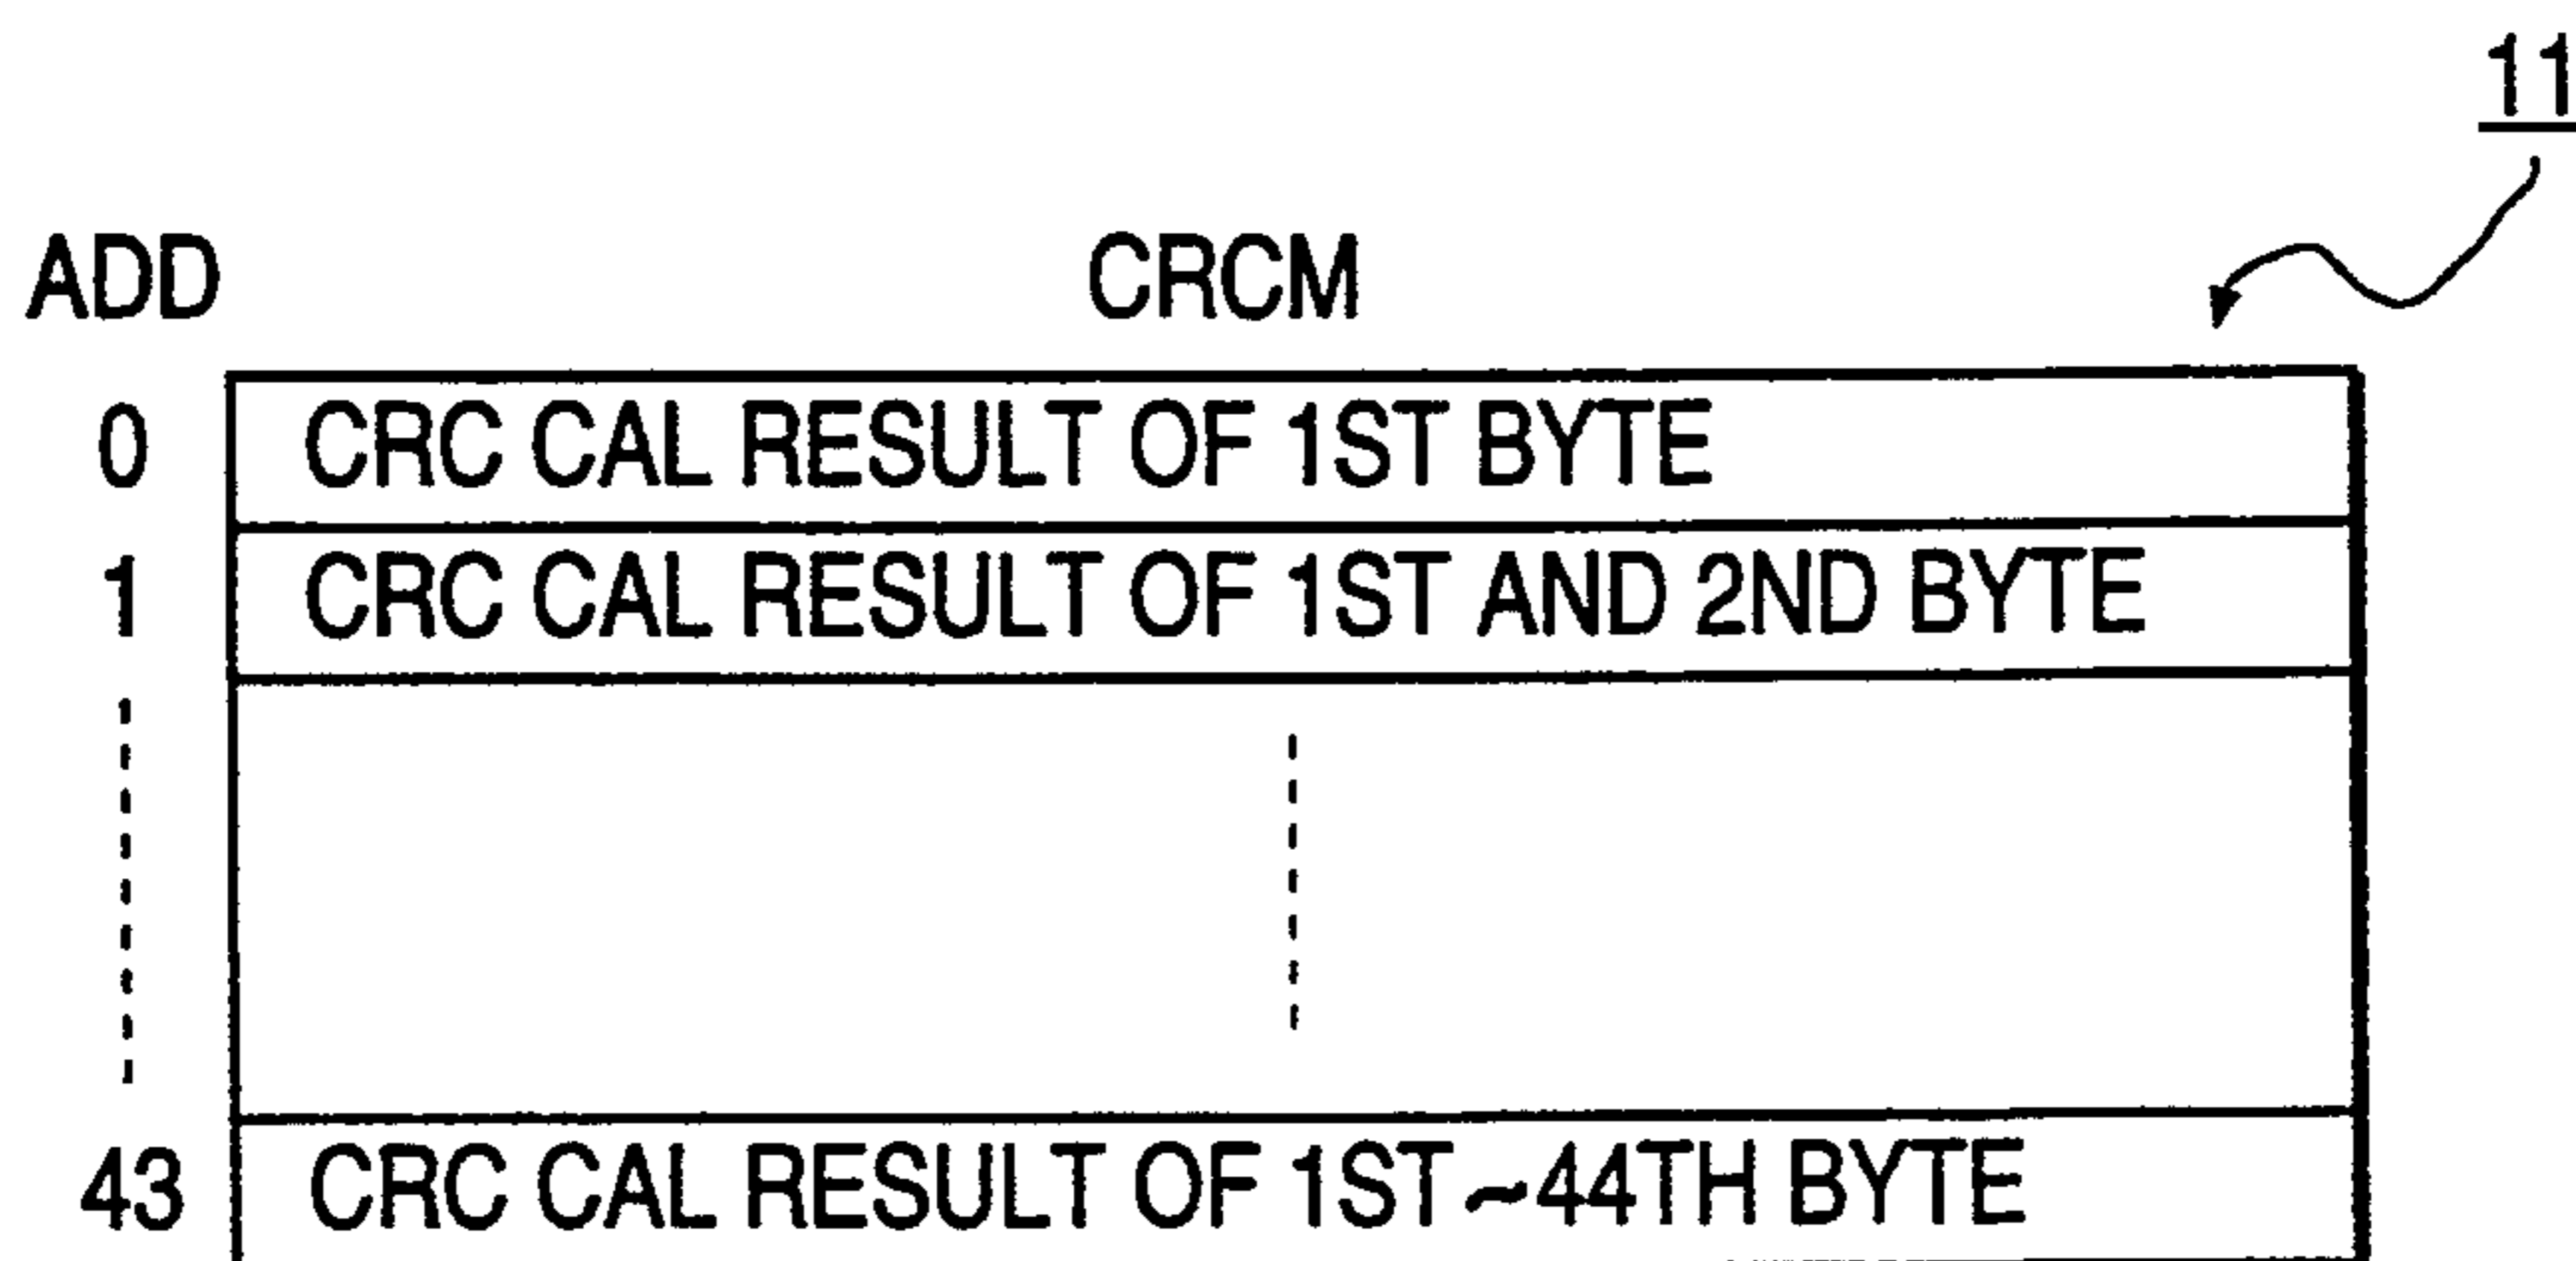 11
ADD CRCM
0 CRC CAL RESULT OF 1ST BYTE
1 CRC CAL RESULT OF 1ST AND 2ND BYTE
43 CRC CAL RESULT OF 1ST ~44TH BYTE